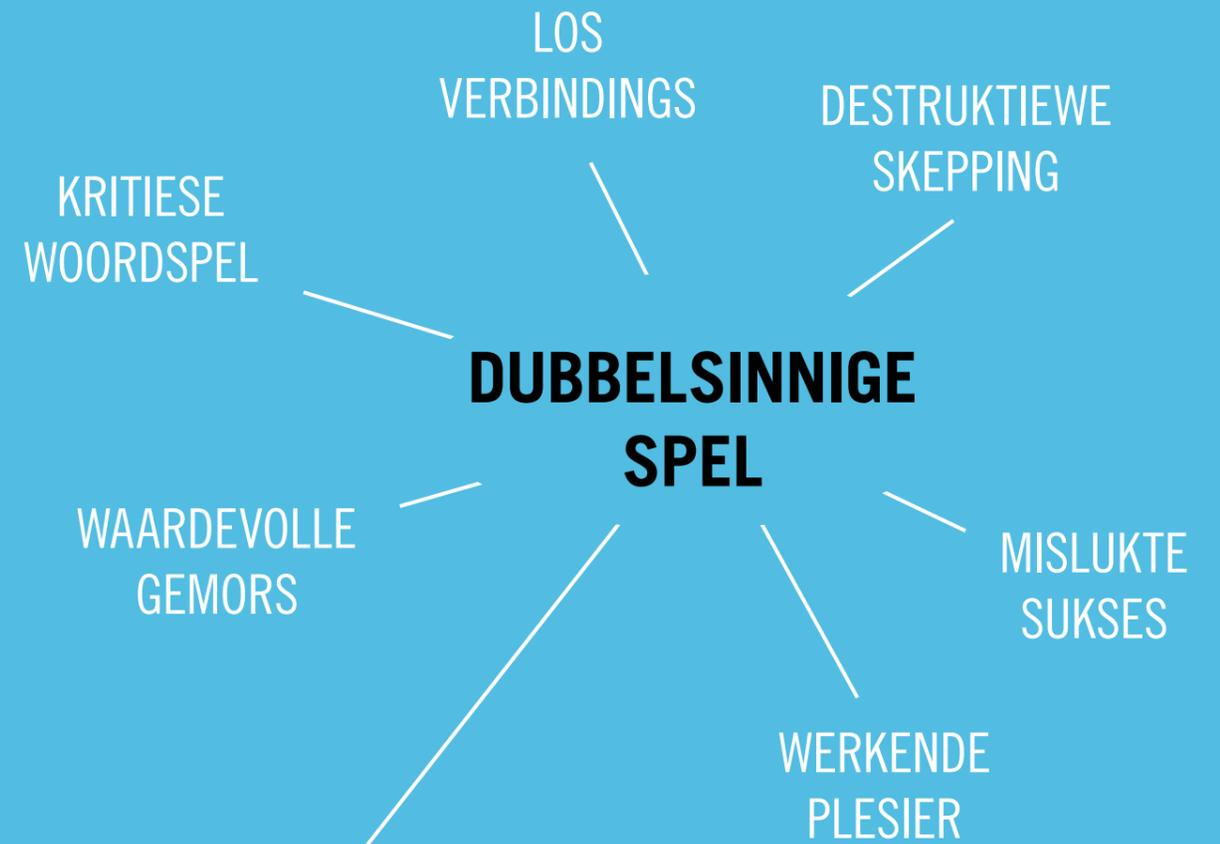 LOS
VERBINDINGS
DESTRUKTIEWE
SKEPPING
KRITIESE
WOORDSPEL
DUBBELSINNIGE
SPEL
WAARDEVOLLE
GEMORS
MISLUKTE
SUKSES
WERKENDE
PLESIER